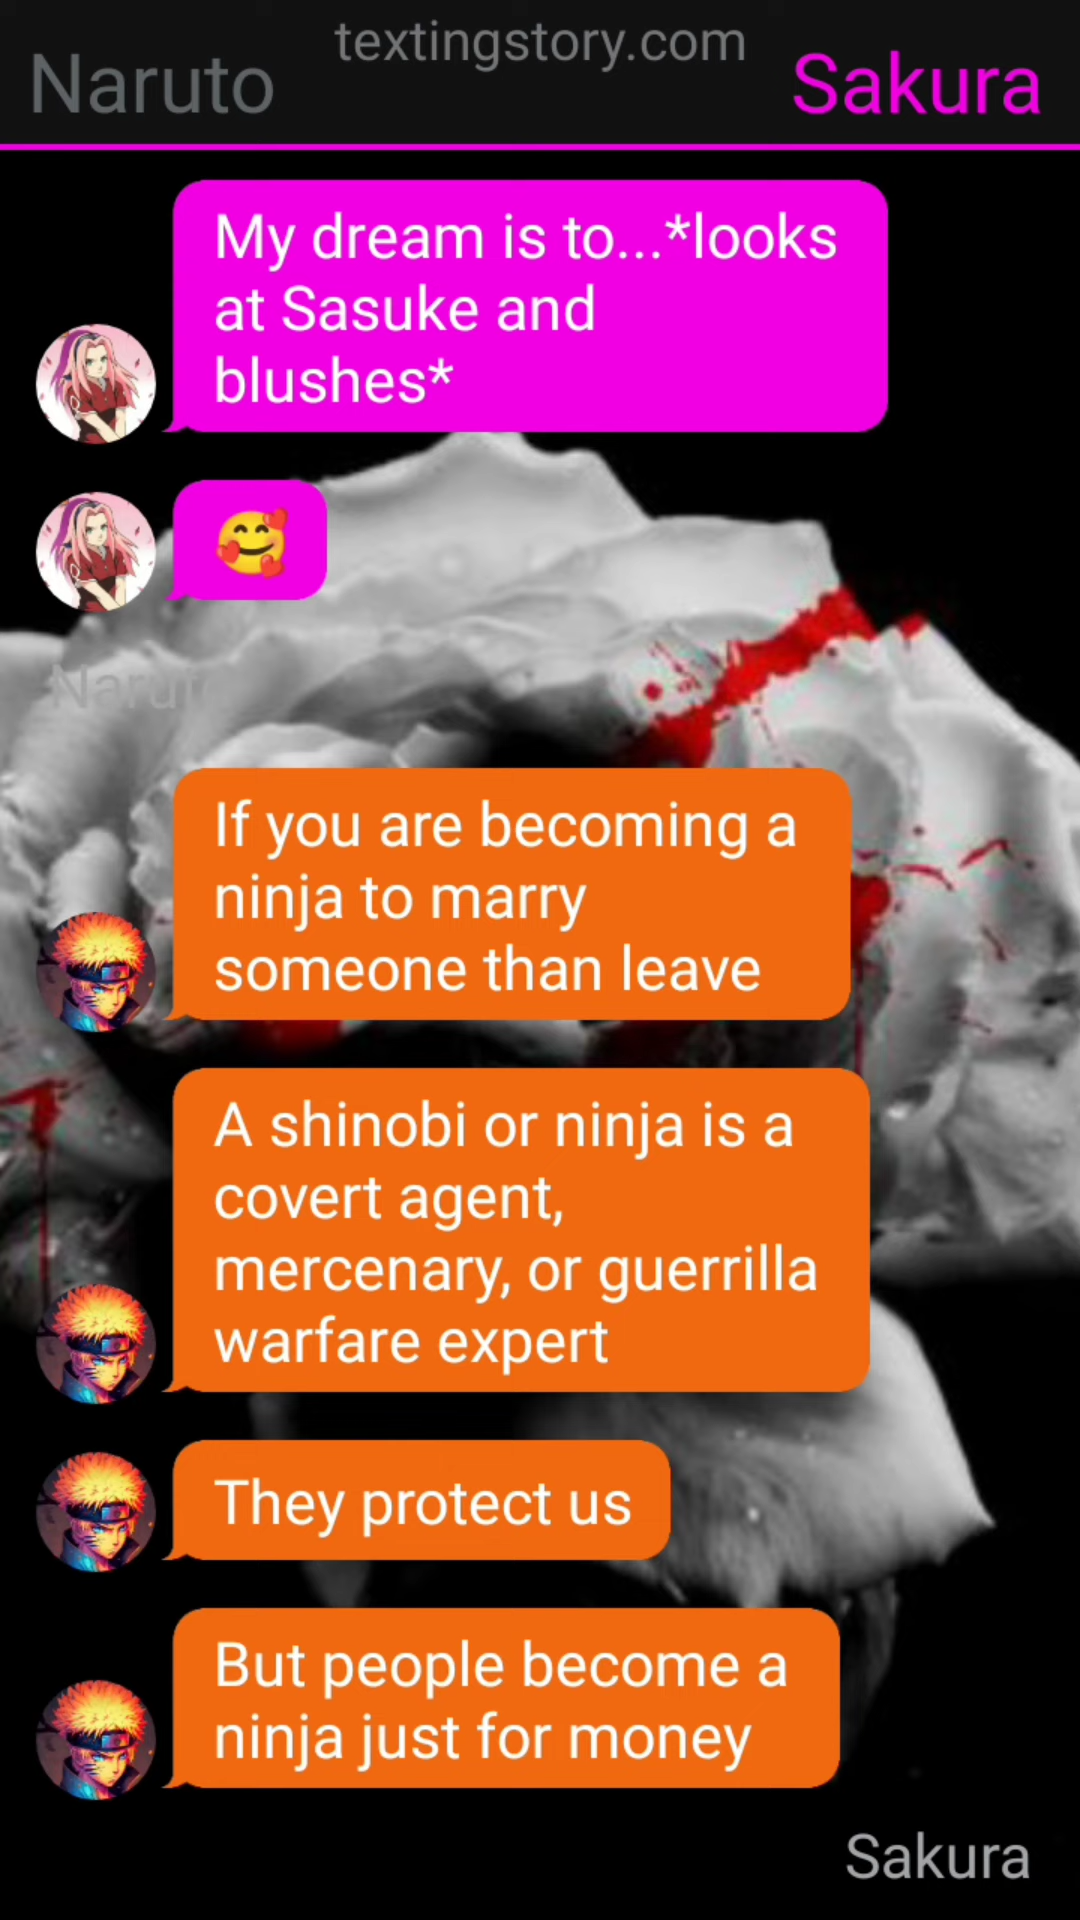 textingstory.com
Naruto
Sakura
My dream is to...*looks
at Sasuke and
blushes*
🥰
Naruto
If you are becoming a
ninja to marry
someone than leave
A shinobi or ninja is a
covert agent,
mercenary, or guerrilla
warfare expert
They protect us
But people become a
ninja just for money
Sakura